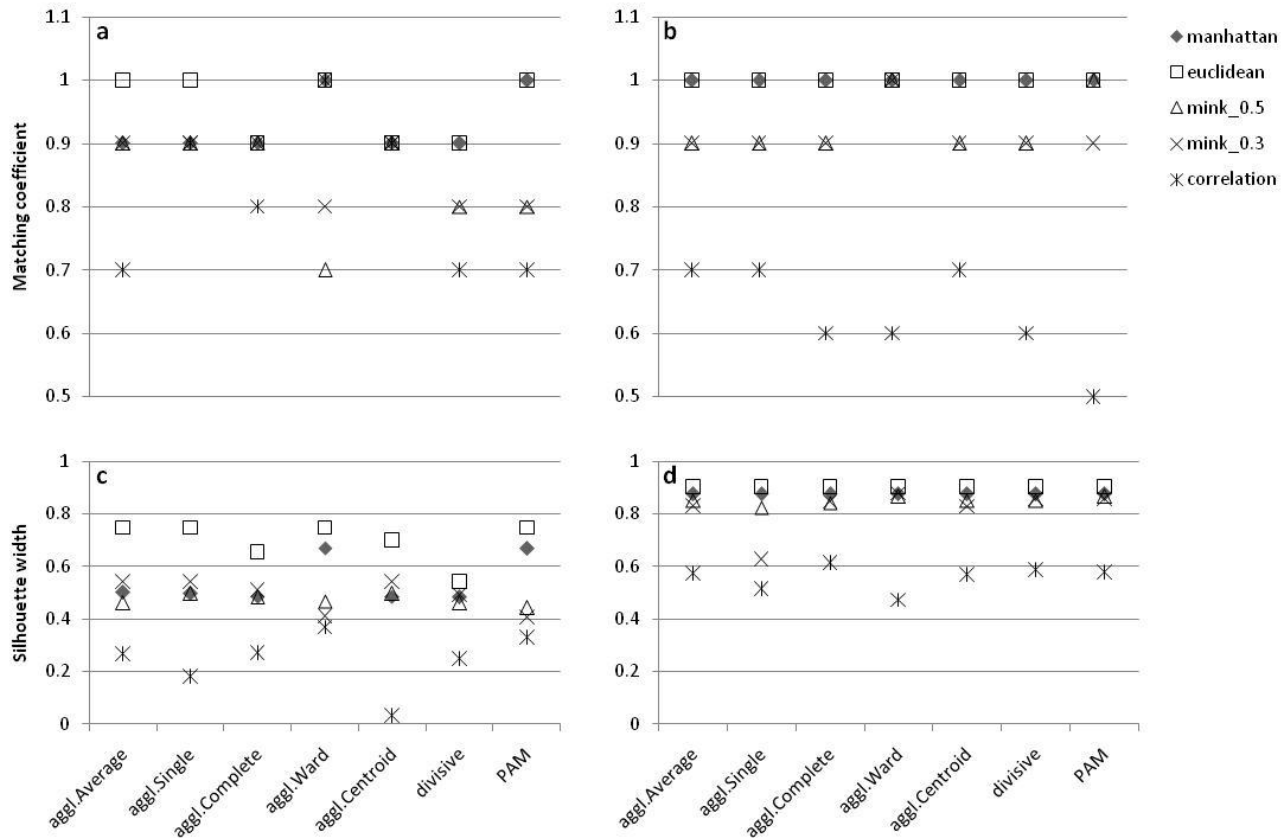 a
b
1.1
1
0.9
0.8
0.7
0.6
0.5
Matching coefficient
1.1
1
0.9
0.8
0.7
0.6
0.5
manhattan
euclidean
mink_0.5
mink_0.3
correlation
c
d
1
0.8
0.6
0.4
0.2
0
Silhouette width
1
0.8
0.6
0.4
0.2
0
aggl.Average
aggl.Single
aggl.Complete
aggl.Ward
aggl.Centroid
divisive
PAM
aggl.Average
aggl.Single
aggl.Complete
aggl.Ward
aggl.Centroid
divisive
PAM